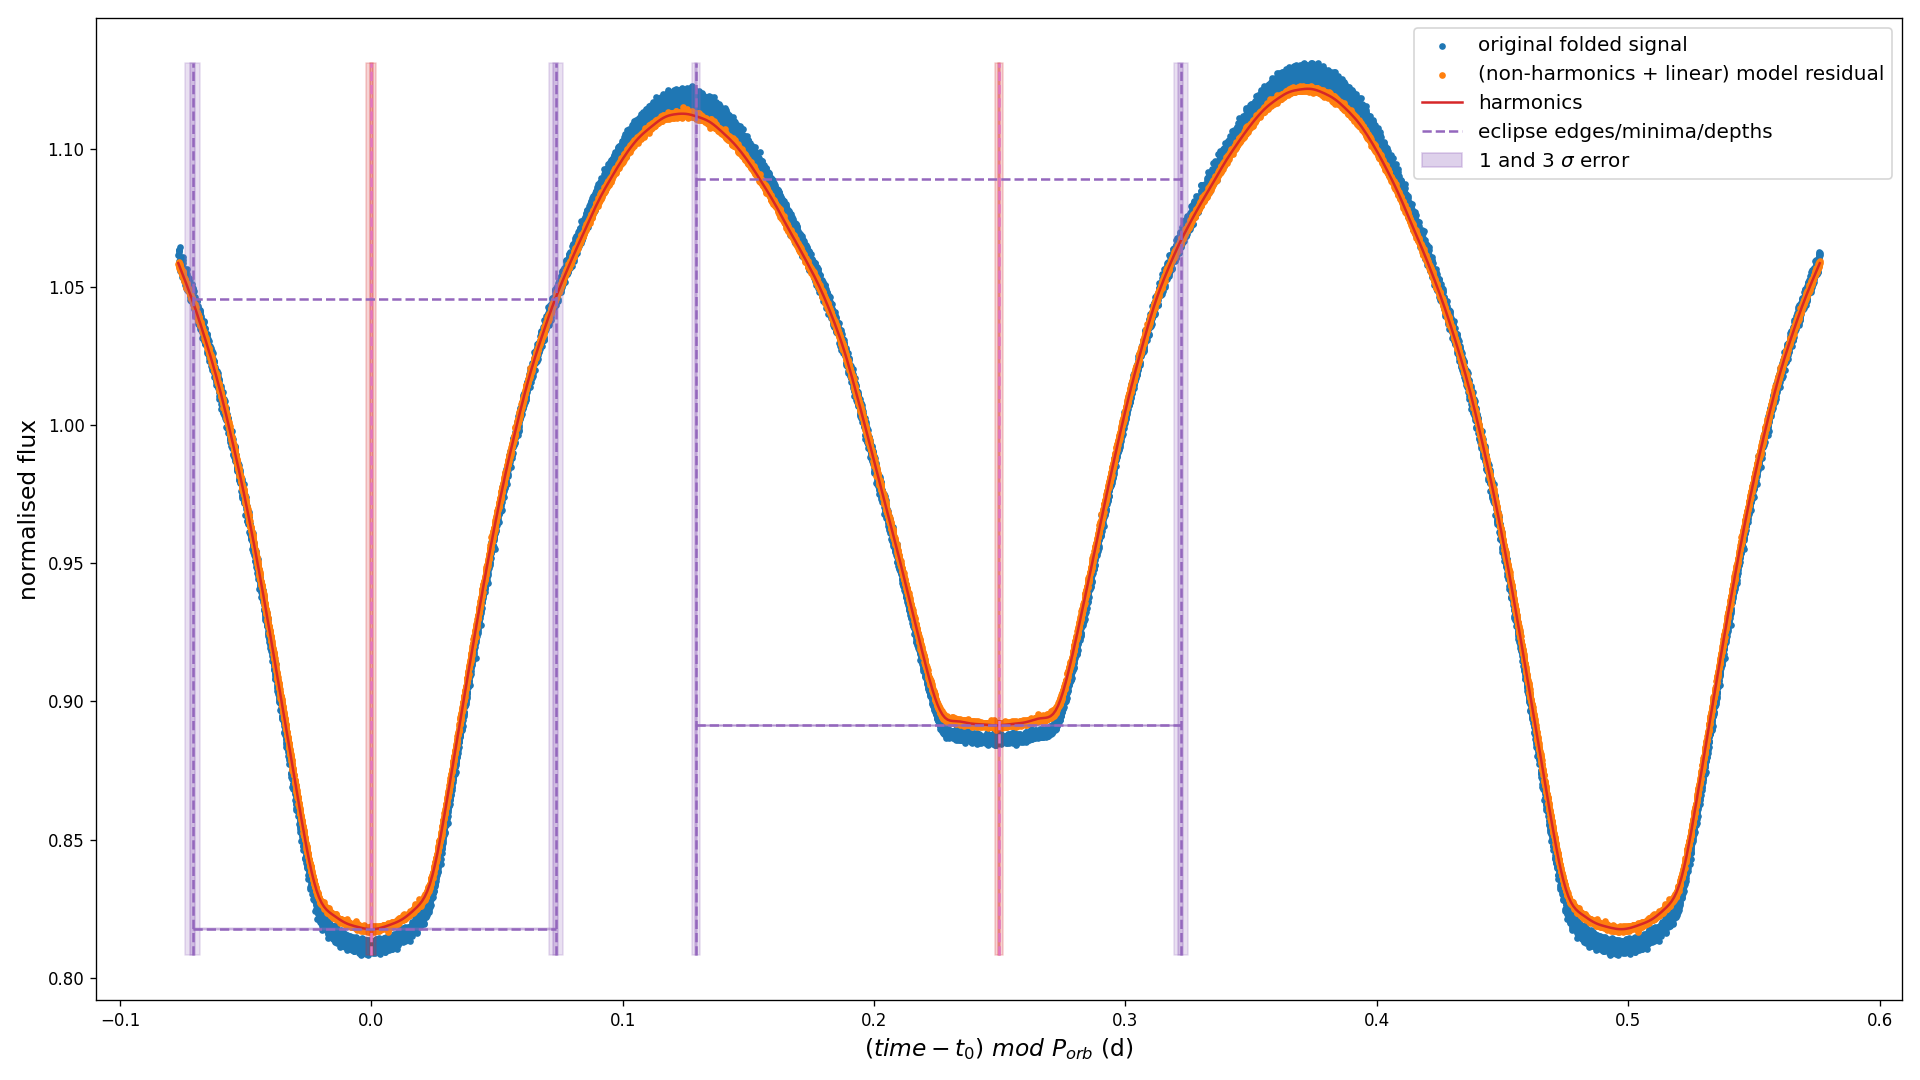 original folded signal
(non-harmonics + linear) model residual
harmonics
eclipse edges/minima/depths
1 and 3 σ error
normalised flux
1.10
1.05
1.00
0.95
0.90
0.85
0.80
−0.1 0.0 0.1 0.2 0.3 0.4 0.5 0.6
(time − t₀) mod P_orb (d)